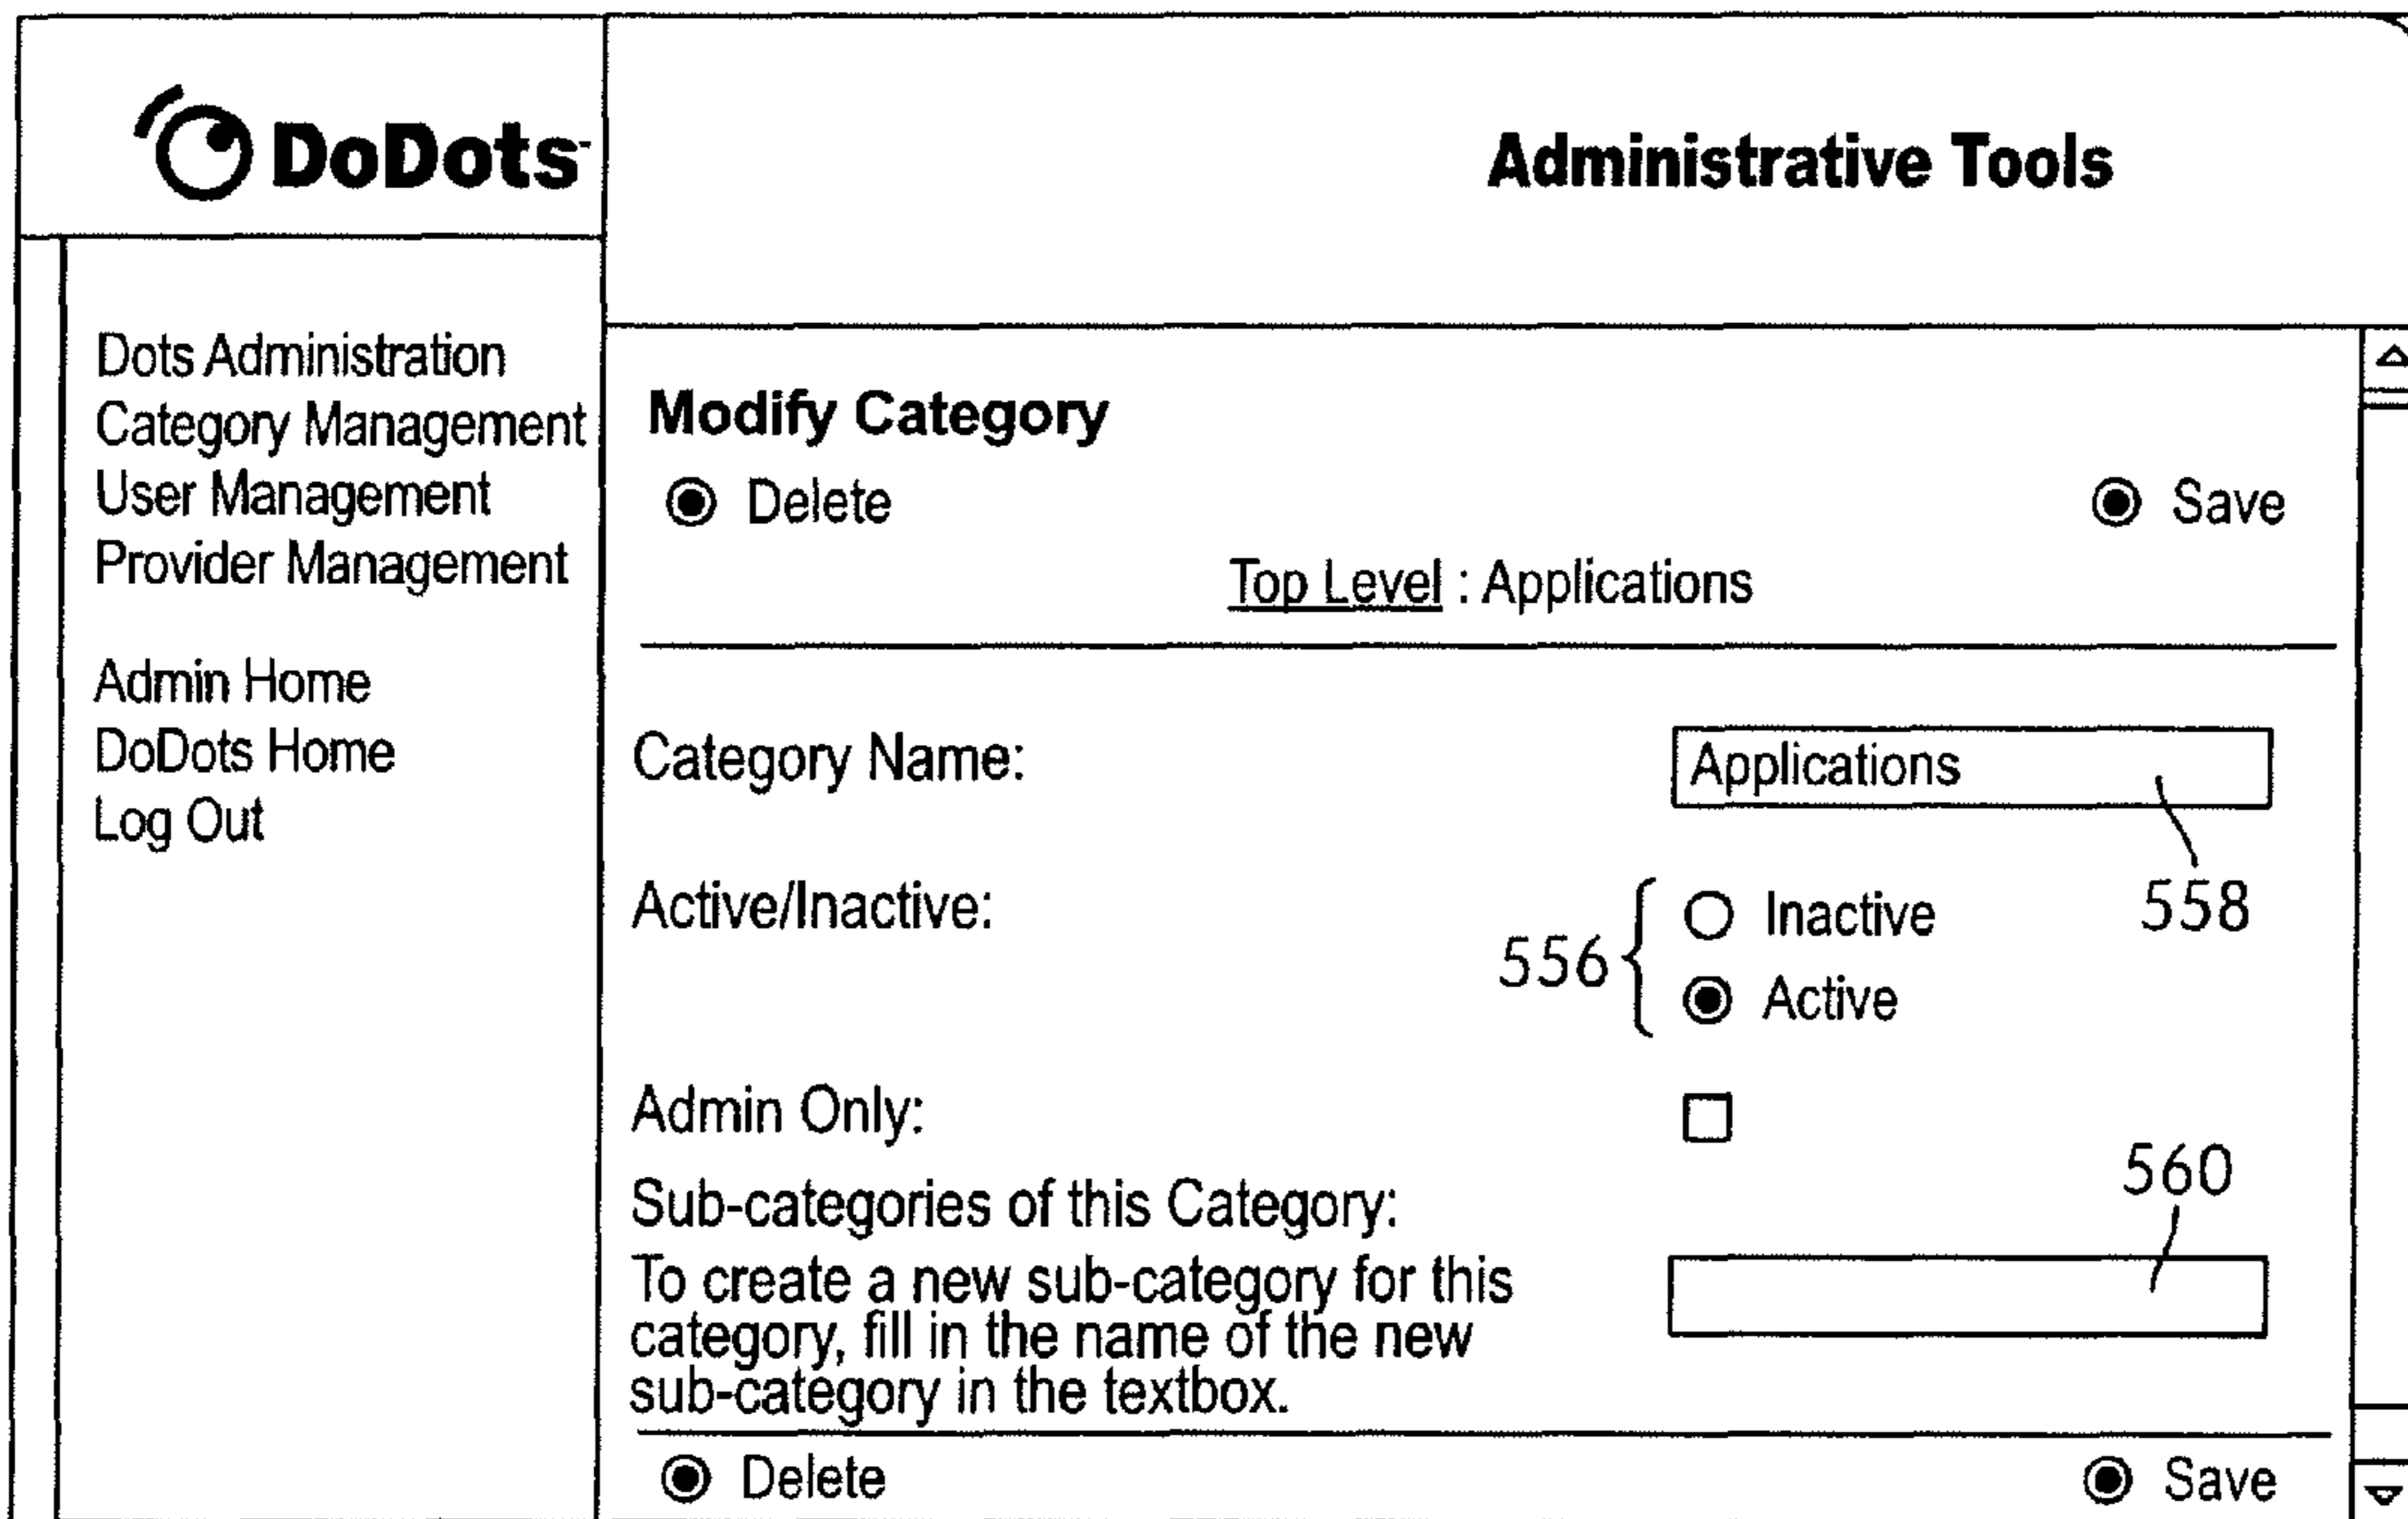 DoDots
Administrative Tools
Dots Administration
Category Management
User Management
Provider Management
Admin Home
DoDots Home
Log Out
Modify Category
Delete
Save
Top Level : Applications
Category Name:
Applications
558
Active/Inactive:
556
Inactive
Active
Admin Only:
560
Sub-categories of this Category:
To create a new sub-category for this
category, fill in the name of the new
sub-category in the textbox.
Delete
Save